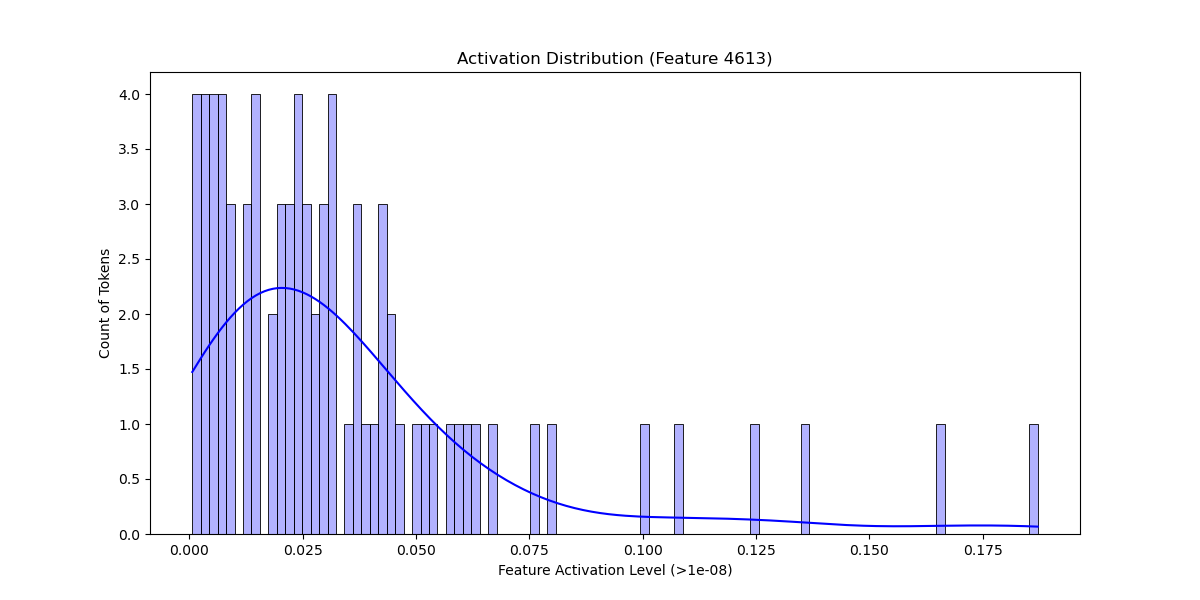 Activation Distribution (Feature 4613)
4.0
3.5
3.0
2.5
2.0
1.5
1.0
0.5
0.0
Count of Tokens
0.000 0.025 0.050 0.075 0.100 0.125 0.150 0.175
Feature Activation Level (>1e-08)